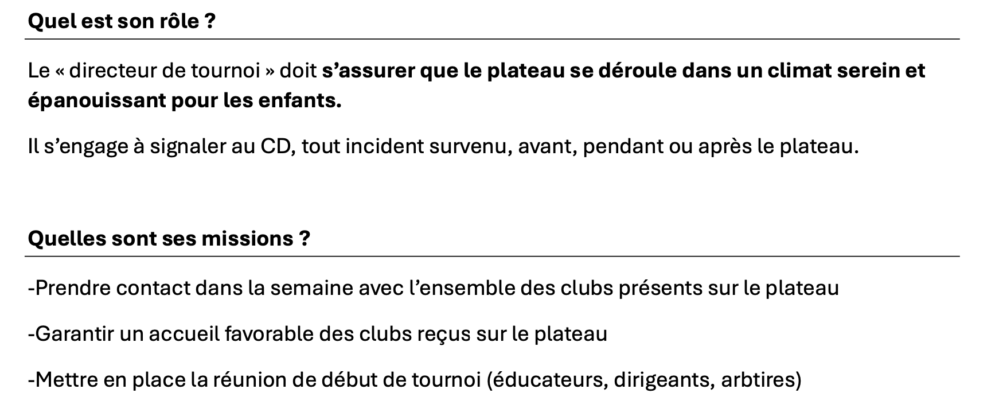 Quel est son rôle ?
Le « directeur de tournoi » doit s’assurer que le plateau se déroule dans un climat serein et
épanouissant pour les enfants.
Il s’engage à signaler au CD, tout incident survenu, avant, pendant ou après le plateau.
Quelles sont ses missions ?
-Prendre contact dans la semaine avec l’ensemble des clubs présents sur le plateau
-Garantir un accueil favorable des clubs reçus sur le plateau
-Mettre en place la réunion de début de tournoi (éducateurs, dirigeants, arbtires)